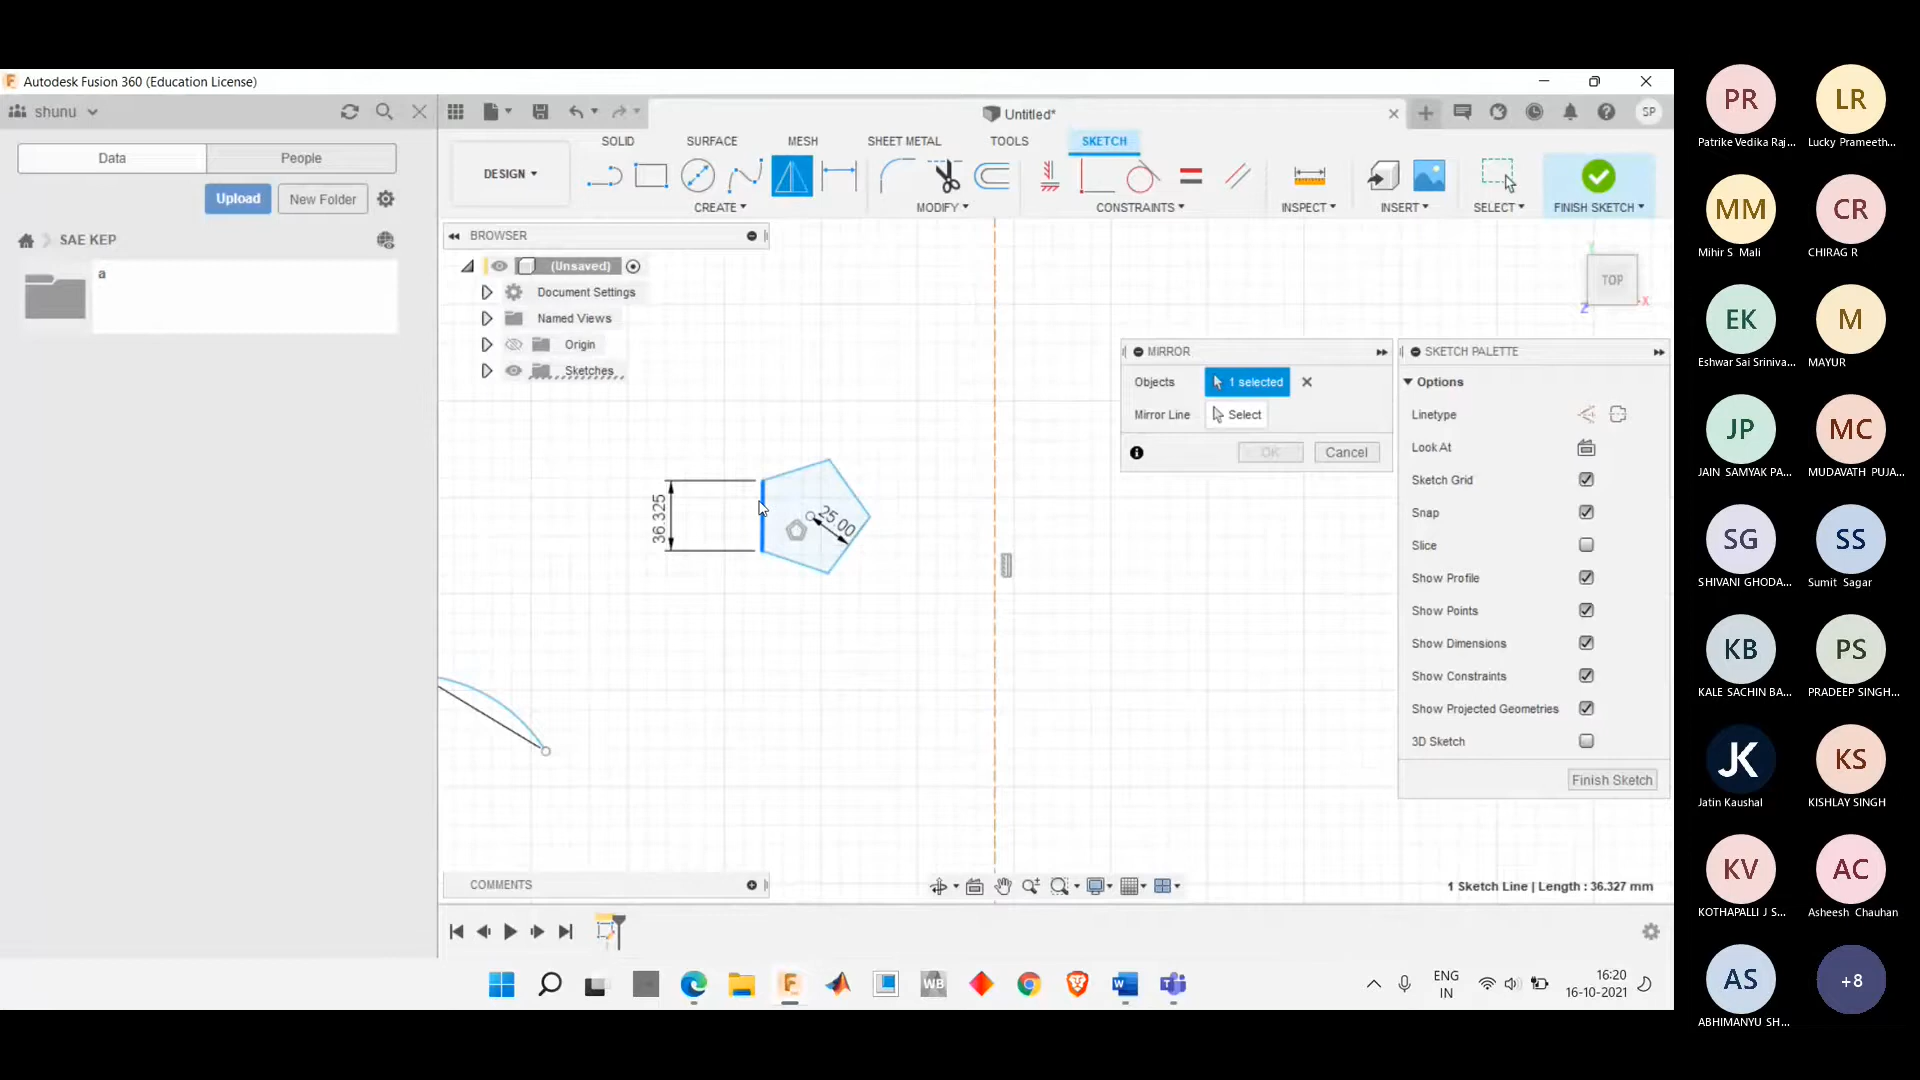 Autodesk Fusion 360 (Education License)
shunu
Data
People
Upload
New Folder
SAE KEP
a
Untitled*
SP
SOLID
SURFACE
MESH
SHEET METAL
TOOLS
SKETCH
DESIGN
CREATE
MODIFY
CONSTRAINTS
INSPECT
INSERT
SELECT
FINISH SKETCH
BROWSER
(Unsaved)
Document Settings
Named Views
Origin
Sketches
TOP
X
Z
MIRROR
Objects
1 selected
Mirror Line
Select
OK
Cancel
SKETCH PALETTE
Options
Linetype
Look At
Sketch Grid
Snap
Slice
Show Profile
Show Points
Show Dimensions
Show Constraints
Show Projected Geometries
3D Sketch
Finish Sketch
36.325
25.00
COMMENTS
1 Sketch Line | Length : 36.327 mm
WB
ENG
IN
16:20
16-10-2021
PR
Patrike Vedika Raj...
LR
Lucky Prameeth...
MM
Mihir S Mali
CR
CHIRAG R
EK
Eshwar Sai Sriniva...
M
MAYUR
JP
JAIN SAMYAK PA...
MC
MUDAVATH PUJA...
SG
SHIVANI GHODA...
SS
Sumit Sagar
KB
KALE SACHIN BA...
PS
PRADEEP SINGH...
JK
Jatin Kaushal
KS
KISHLAY SINGH
KV
KOTHAPALLI J S...
AC
Asheesh Chauhan
AS
ABHIMANYU SH...
+8